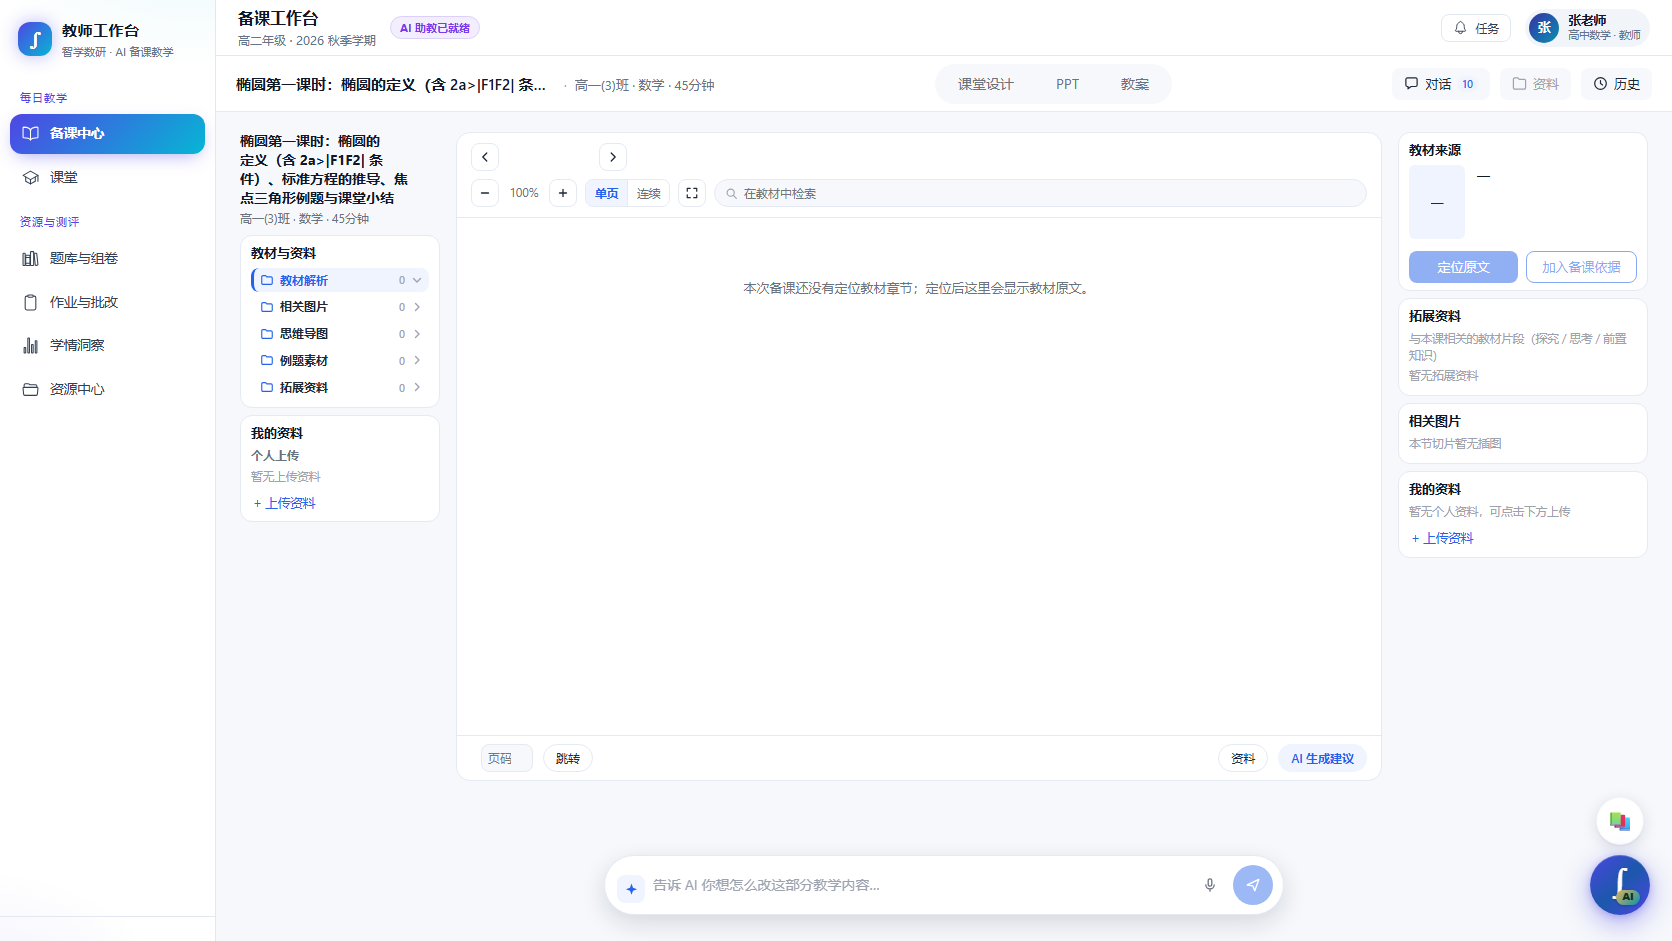 教师工作台
智学数研 · AI 备课教学
每日教学
备课中心
课堂
资源与测评
题库与组卷
作业与批改
学情洞察
资源中心
备课工作台
高二年级 · 2026 秋季学期
AI 助教已就绪
任务
张
张老师
高中数学 · 教师
椭圆第一课时：椭圆的定义（含 2a>|F1F2| 条...
· 高一(3)班 · 数学 · 45分钟
课堂设计
PPT
教案
对话 10
资料
历史
椭圆第一课时：椭圆的
定义（含 2a>|F1F2| 条
件）、标准方程的推导、焦
点三角形例题与课堂小结
高一(3)班 · 数学 · 45分钟
教材与资料
教材解析 0
相关图片 0
思维导图 0
例题素材 0
拓展资料 0
我的资料
个人上传
暂无上传资料
+ 上传资料
100%
单页
连续
在教材中检索
本次备课还没有定位教材章节；定位后这里会显示教材原文。
页码
跳转
资料
AI 生成建议
教材来源
—
—
定位原文
加入备课依据
拓展资料
与本课相关的教材片段（探究 / 思考 / 前置
知识）
暂无拓展资料
相关图片
本节切片暂无插图
我的资料
暂无个人资料，可点击下方上传
+ 上传资料
告诉 AI 你想怎么改这部分教学内容...
AI